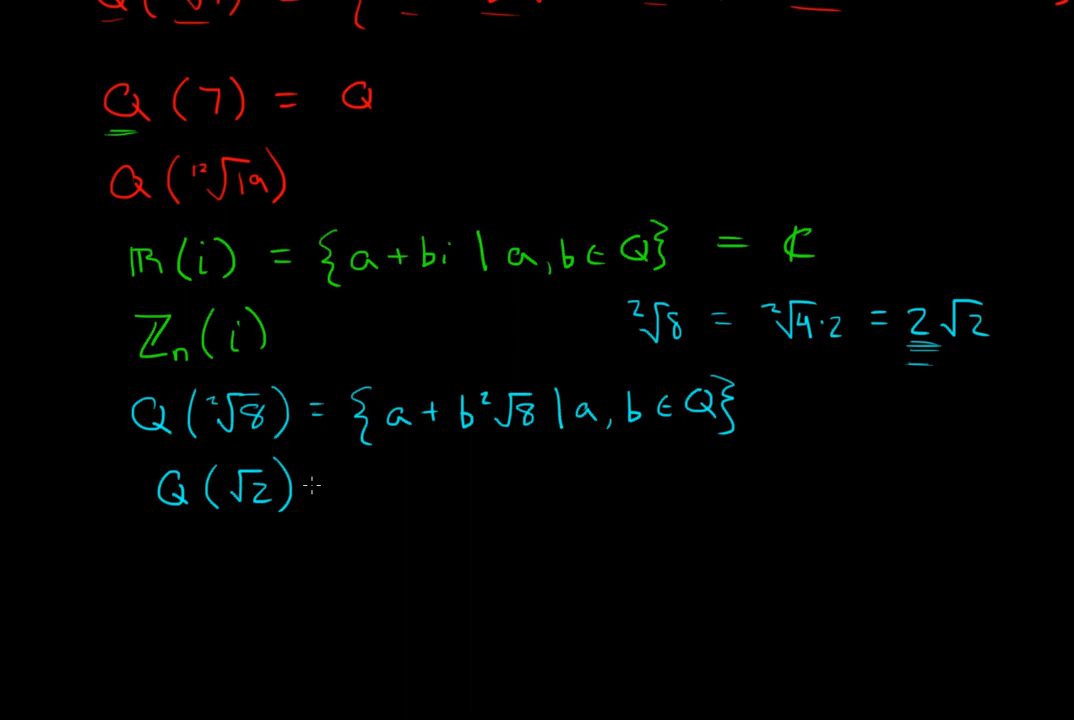 Q (7) = Q
Q (¹²√19)
ℝ(i) = {a + bi | a, b ∈ Q} = ℂ
ℤₙ(i)
²√8 = ²√4·2 = 2√2
Q (²√8) = {a + b²√8 | a, b ∈ Q}
Q (√2)